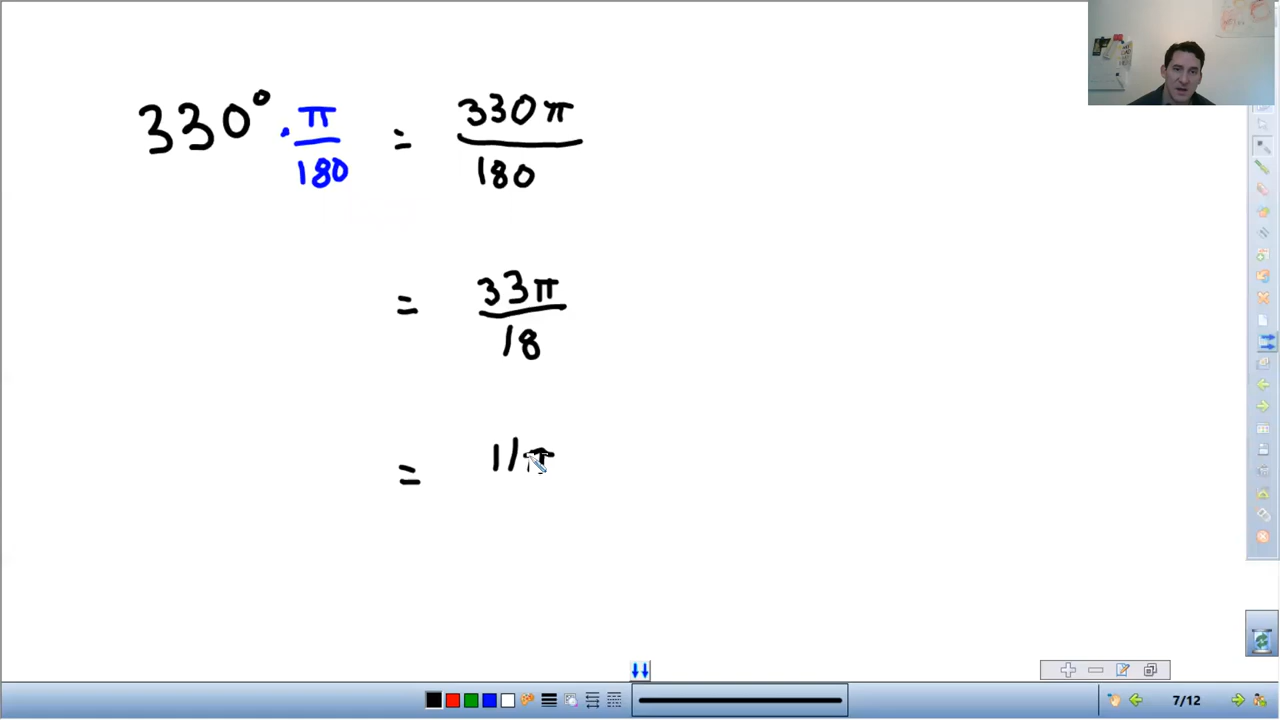 330° · π/180 = 330π/180
= 33π/18
= 11π
7/12